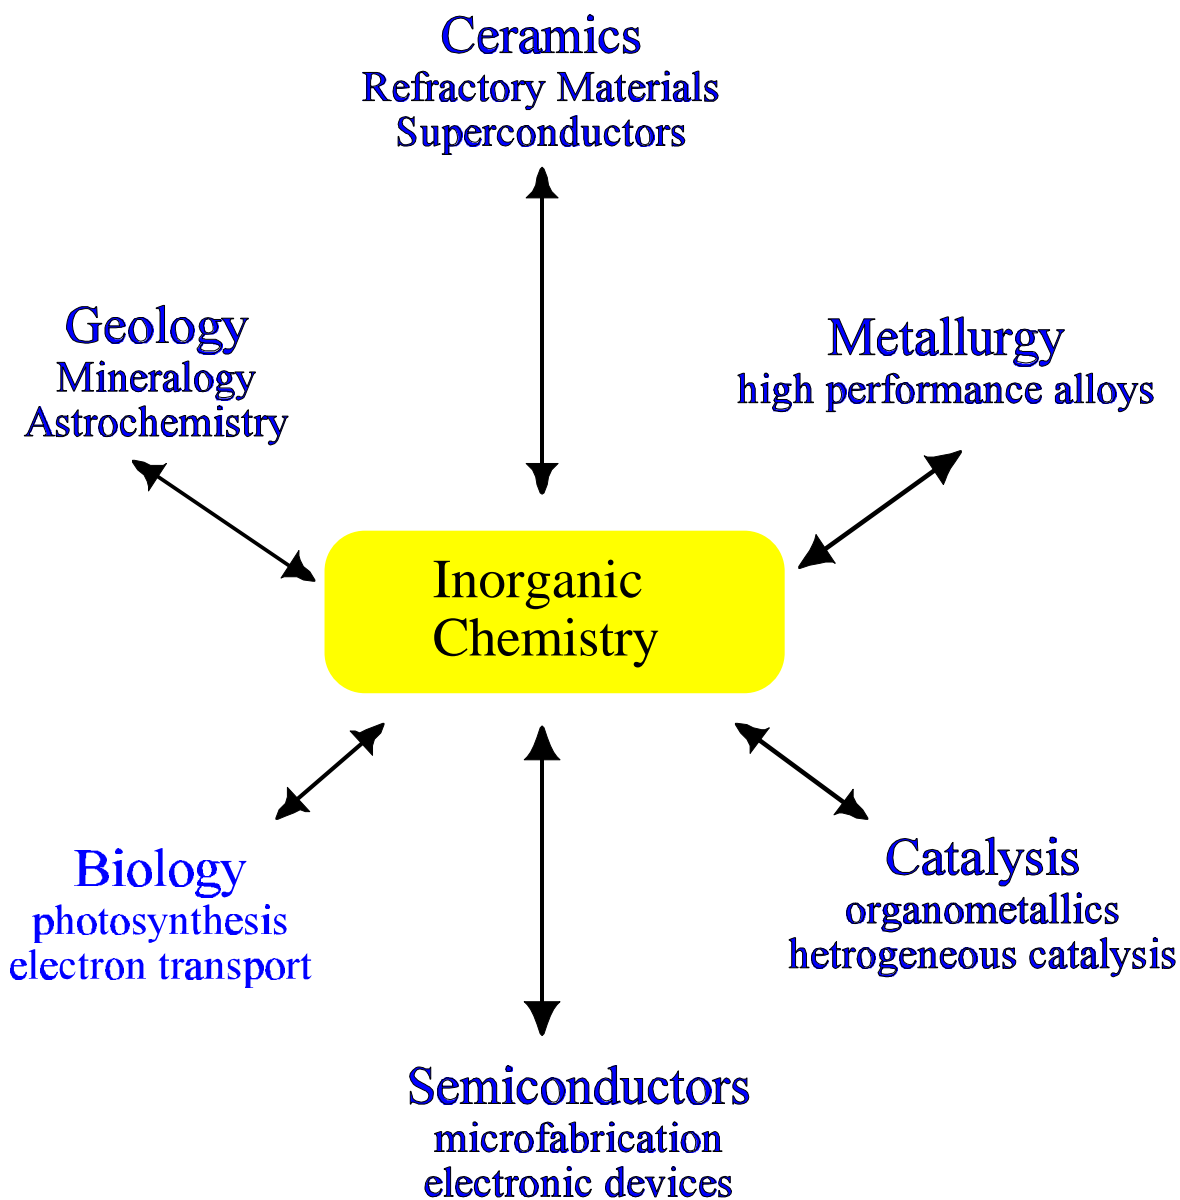 Ceramics
Refractory Materials
Superconductors
Geology
Mineralogy
Astrochemistry
Metallurgy
high performance alloys
Inorganic
Chemistry
Biology
photosynthesis
electron transport
Catalysis
organometallics
hetrogeneous catalysis
Semiconductors
microfabrication
electronic devices